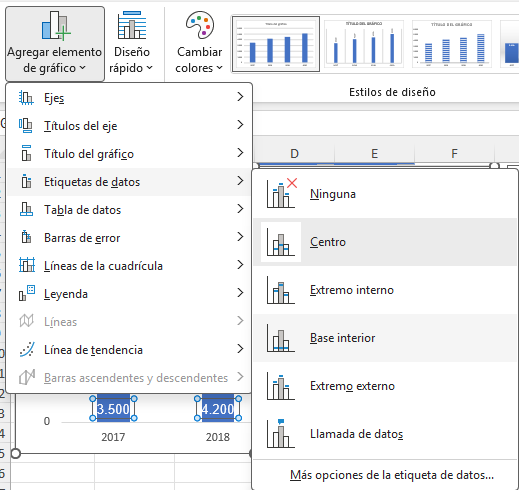 Agregar elemento
de gráfico
Diseño
rápido
Cambiar
colores
Estilos de diseño
Ejes
Títulos del eje
Título del gráfico
Etiquetas de datos
Tabla de datos
Barras de error
Líneas de la cuadrícula
Leyenda
Líneas
Línea de tendencia
Barras ascendentes y descendentes
D E F
Ninguna
Centro
Extremo interno
Base interior
Extremo externo
Llamada de datos
Más opciones de la etiqueta de datos...
3.500 4.200
0
2017 2018